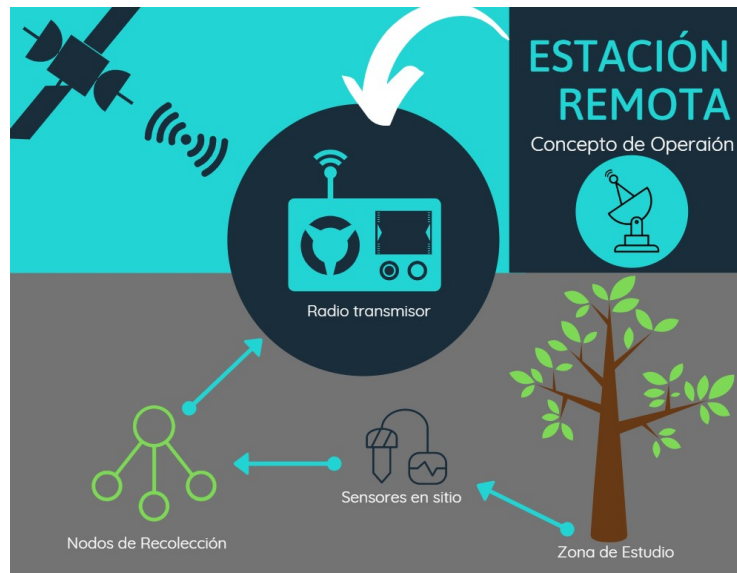 ESTACIÓN
REMOTA
Concepto de Operaión
Radio transmisor
Sensores en sitio
Nodos de Recolección
Zona de Estudio